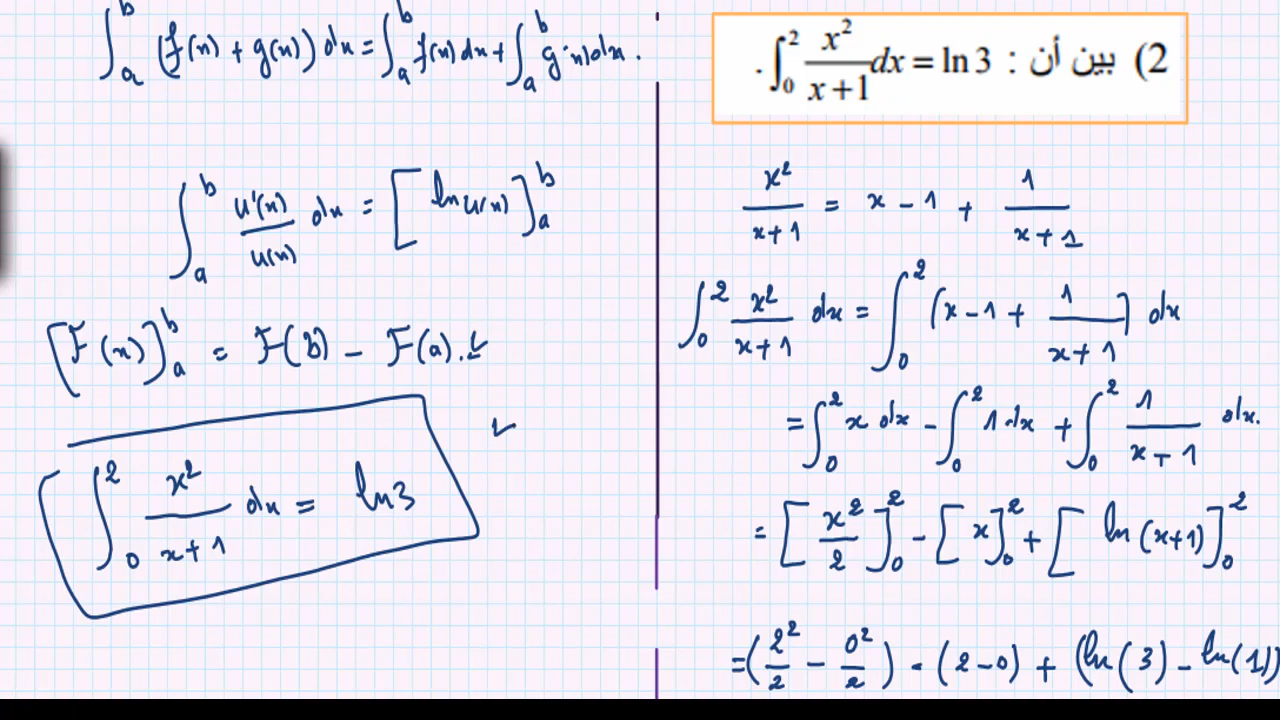 ∫_a^b (f(x) + g(x)) dx = ∫_a^b f(x) dx + ∫_a^b g(x) dx.
∫_a^b u'(x)/u(x) dx = [ln u(x)]_a^b
[F(x)]_a^b = F(b) - F(a). ✓
∫_0^2 x²/(x+1) dx = ln 3
2) بين أن : ∫_0^2 x²/(x+1) dx = ln 3 .
x²/(x+1) = x - 1 + 1/(x+1)
∫_0^2 x²/(x+1) dx = ∫_0^2 (x - 1 + 1/(x+1)) dx
= ∫_0^2 x dx - ∫_0^2 1 dx + ∫_0^2 1/(x+1) dx.
= [x²/2]_0^2 - [x]_0^2 + [ln(x+1)]_0^2
= (2²/2 - 0²/2) - (2-0) + (ln(3) - ln(1))